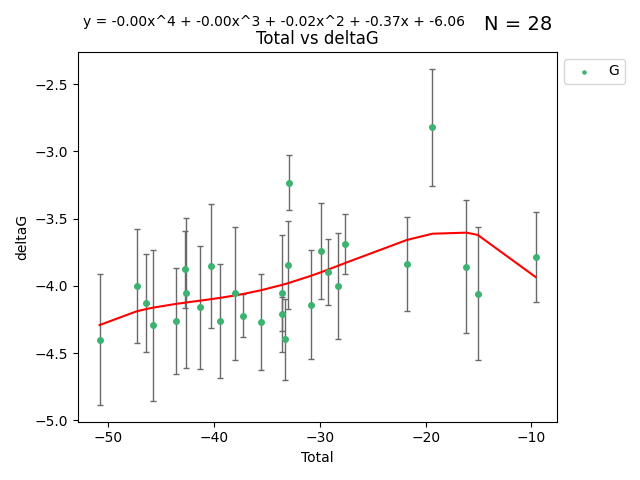 y = -0.00x^4 + -0.00x^3 + -0.02x^2 + -0.37x + -6.06
N = 28
Total vs deltaG
G
−2.5
−3.0
−3.5
−4.0
−4.5
−5.0
deltaG
−50
−40
−30
−20
−10
Total